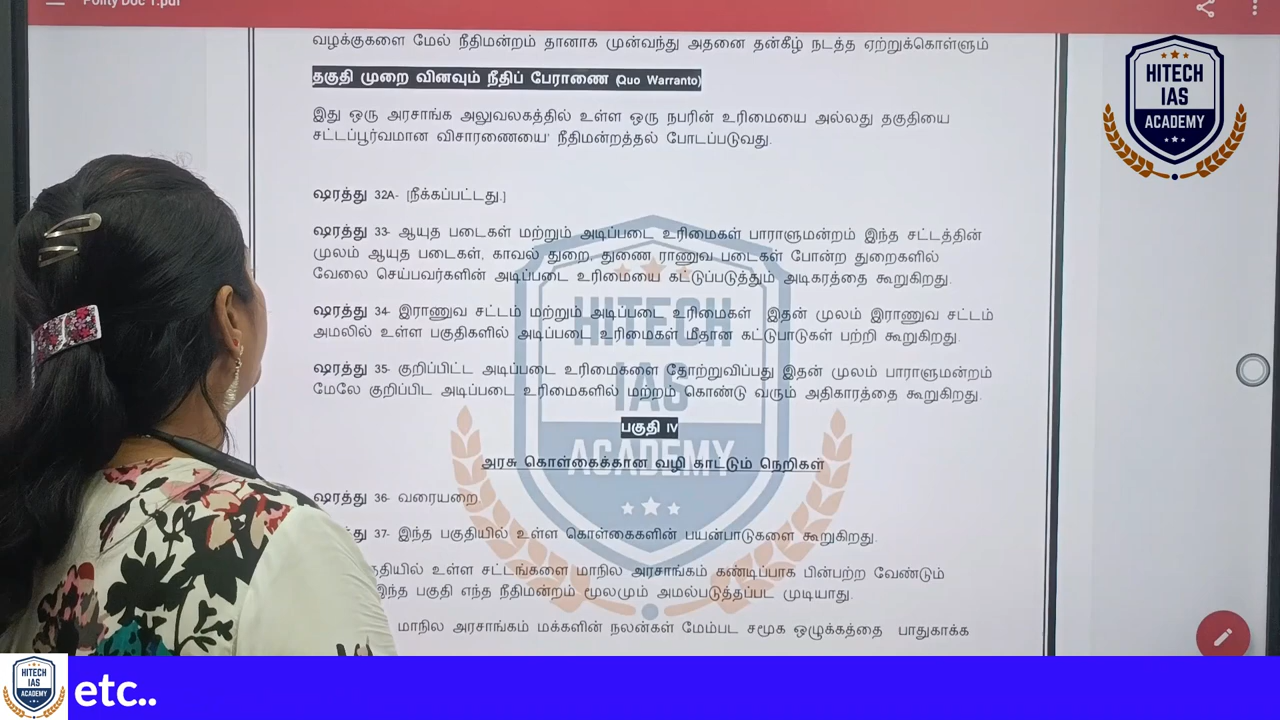 Polity Doc 1.pdf
வழக்குகளை மேல் நீதிமன்றம் தானாக முன்வந்து அதனை தன்கீழ் நடத்த ஏற்றுக்கொள்ளும்
தகுதி முறை வினவும் நீதிப் பேராணை (Quo Warranto)
இது ஒரு அரசாங்க அலுவலகத்தில் உள்ள ஒரு நபரின் உரிமையை அல்லது தகுதியை
சட்டப்பூர்வமான விசாரணையை' நீதிமன்றத்தல் போடப்படுவது.
ஷரத்து 32A- [நீக்கப்பட்டது.]
ஷரத்து 33- ஆயுத படைகள் மற்றும் அடிப்படை உரிமைகள் பாராளுமன்றம் இந்த சட்டத்தின்
முலம் ஆயுத படைகள், காவல் துறை, துணை ராணுவ படைகள் போன்ற துறைகளில்
வேலை செய்பவர்களின் அடிப்படை உரிமையை கட்டுப்படுத்தும் அடிகரத்தை கூறுகிறது.
ஷரத்து 34- இராணுவ சட்டம் மற்றும் அடிப்படை உரிமைகள் இதன் முலம் இராணுவ சட்டம்
அமலில் உள்ள பகுதிகளில் அடிப்படை உரிமைகள் மீதான கட்டுபாடுகள் பற்றி கூறுகிறது.
ஷரத்து 35- குறிப்பிட்ட அடிப்படை உரிமைகளை தோற்றுவிப்பது இதன் முலம் பாராளுமன்றம்
மேலே குறிப்பிட அடிப்படை உரிமைகளில் மற்றம் கொண்டு வரும் அதிகாரத்தை கூறுகிறது.
பகுதி IV
அரசு கொள்கைக்கான வழி காட்டும் நெறிகள்
ஷரத்து 36- வரையறை
த்து 37- இந்த பகுதியில் உள்ள கொள்கைகளின் பயன்பாடுகளை கூறுகிறது.
குதியில் உள்ள சட்டங்களை மாநில அரசாங்கம் கண்டிப்பாக பின்பற்ற வேண்டும்
இந்த பகுதி எந்த நீதிமன்றம் மூலமும் அமல்படுத்தப்பட முடியாது.
மாநில அரசாங்கம் மக்களின் நலன்கள் மேம்பட சமூக ஒழுக்கத்தை பாதுகாக்க
HITECH
IAS
ACADEMY
HITECH
IAS
ACADEMY
HITECH
IAS
ACADEMY
etc..